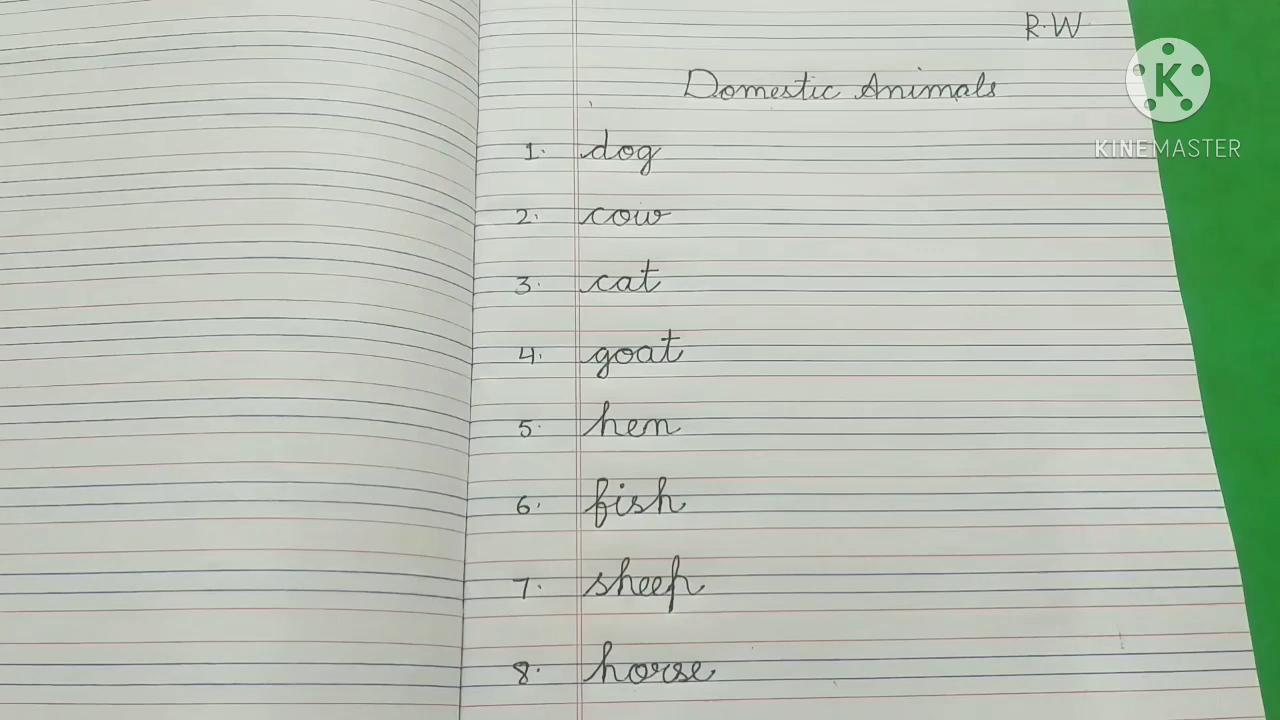 R.W
Domestic Animals
K
KINEMASTER
1. dog
2. cow
3. cat
4. goat
5. hen
6. fish
7. sheep
8. horse